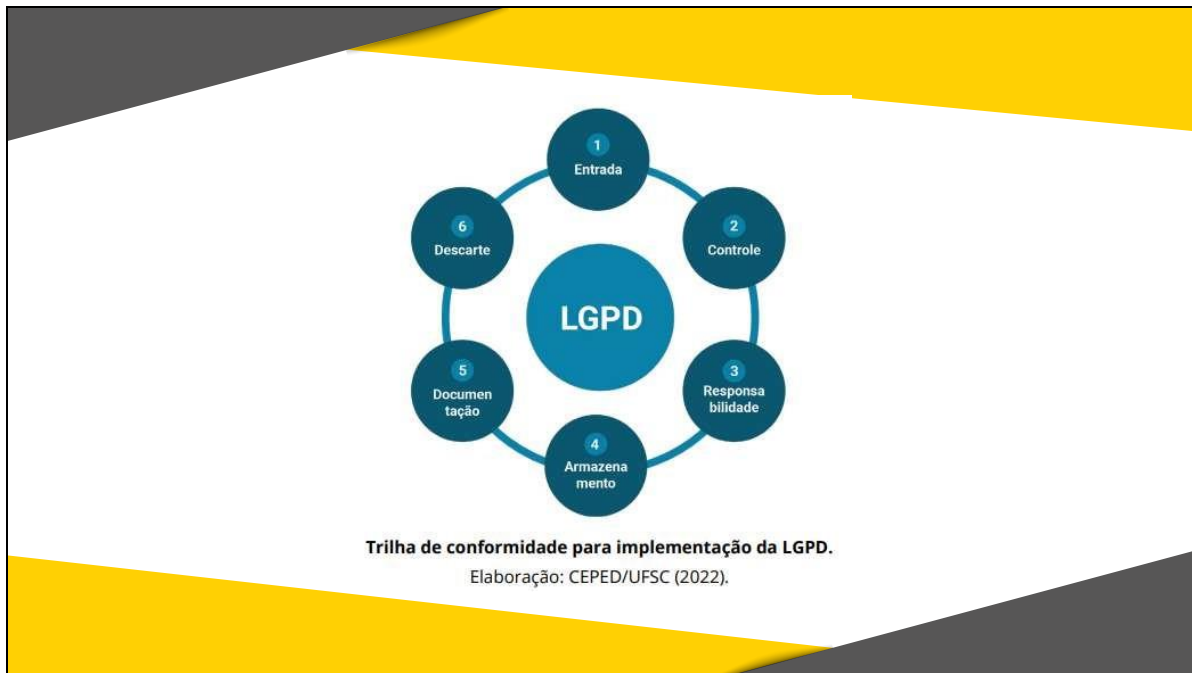 1
Entrada
2
Controle
3
Responsa
bilidade
4
Armazena
mento
5
Documen
tação
6
Descarte
LGPD
Trilha de conformidade para implementação da LGPD.
Elaboração: CEPED/UFSC (2022).